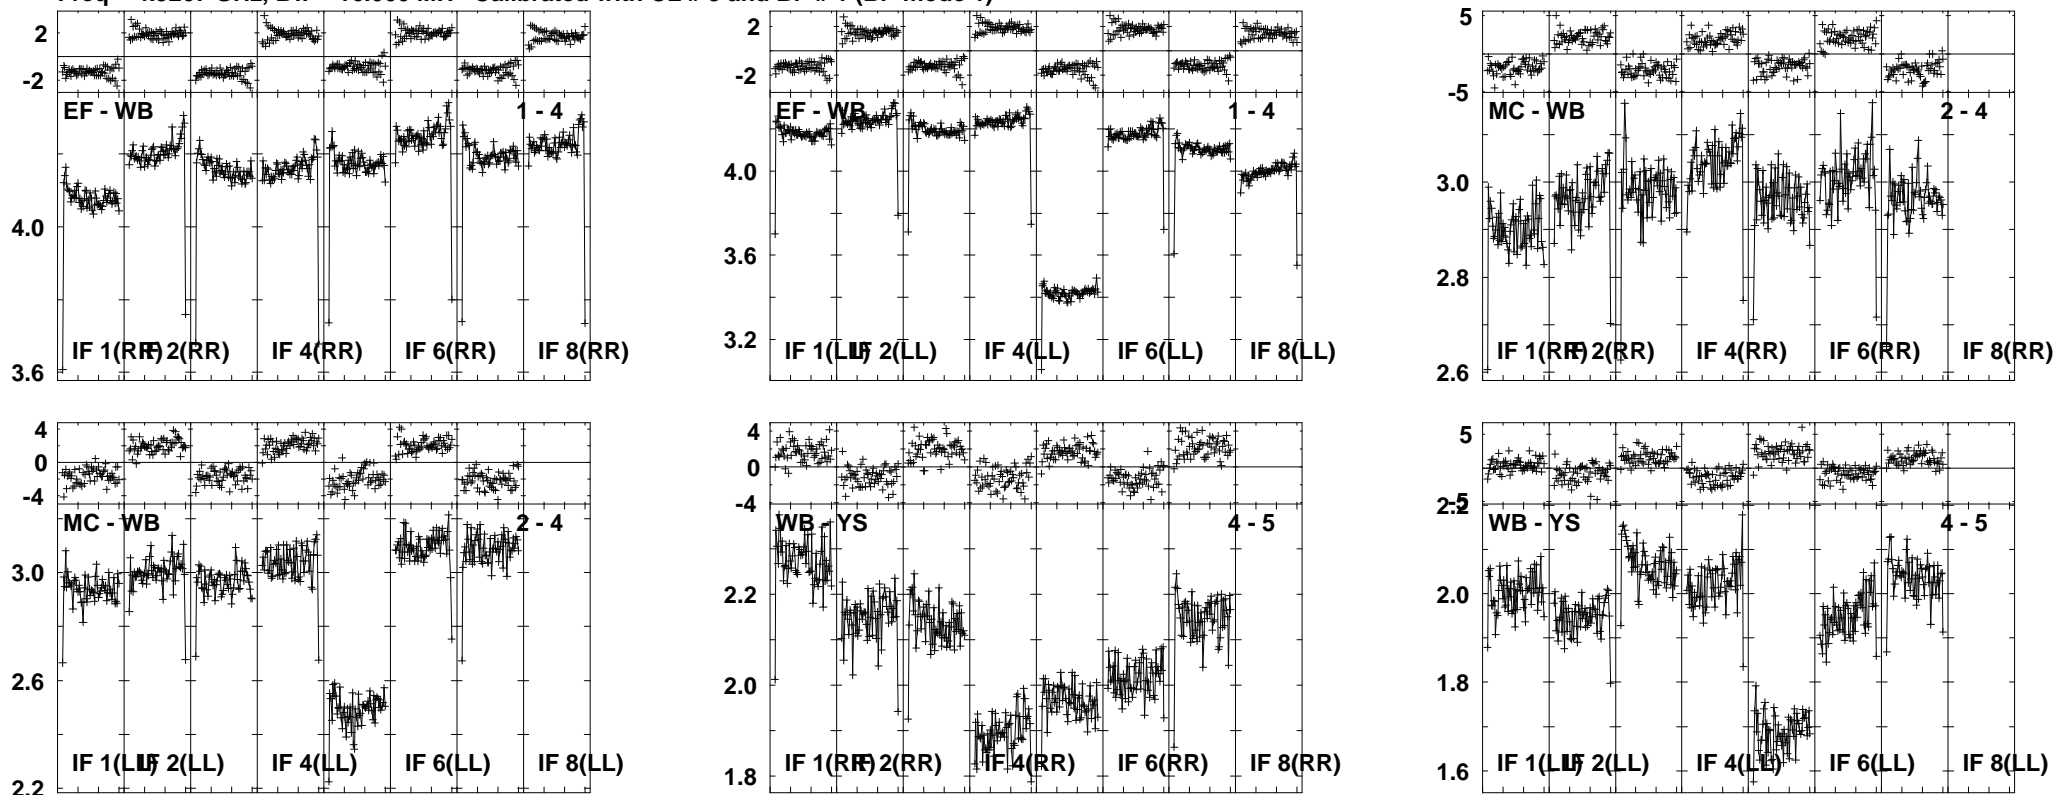 Freq = GHz, Bw = MH Calibrated with CL # and BP # (BP mode 1)
2
-2
EF - WB 1 - 4
4.0
3.6
IF 1(RR) IF 2(RR) IF 4(RR) IF 6(RR) IF 8(RR)
2
-2
EF - WB 1 - 4
4.0
3.6
3.2
IF 1(LL) IF 2(LL) IF 4(LL) IF 6(LL) IF 8(LL)
5
-5
MC - WB 2 - 4
3.0
2.8
2.6
IF 1(RR) IF 2(RR) IF 4(RR) IF 6(RR) IF 8(RR)
4
0
-4
MC - WB 2 - 4
3.0
2.6
2.2
IF 1(LL) IF 2(LL) IF 4(LL) IF 6(LL) IF 8(LL)
4
0
-4
WB - YS 4 - 5
2.2
2.0
1.8
IF 1(RR) IF 2(RR) IF 4(RR) IF 6(RR) IF 8(RR)
5
-5
2.2
WB - YS 4 - 5
2.0
1.8
1.6
IF 1(LL) IF 2(LL) IF 4(LL) IF 6(LL) IF 8(LL)